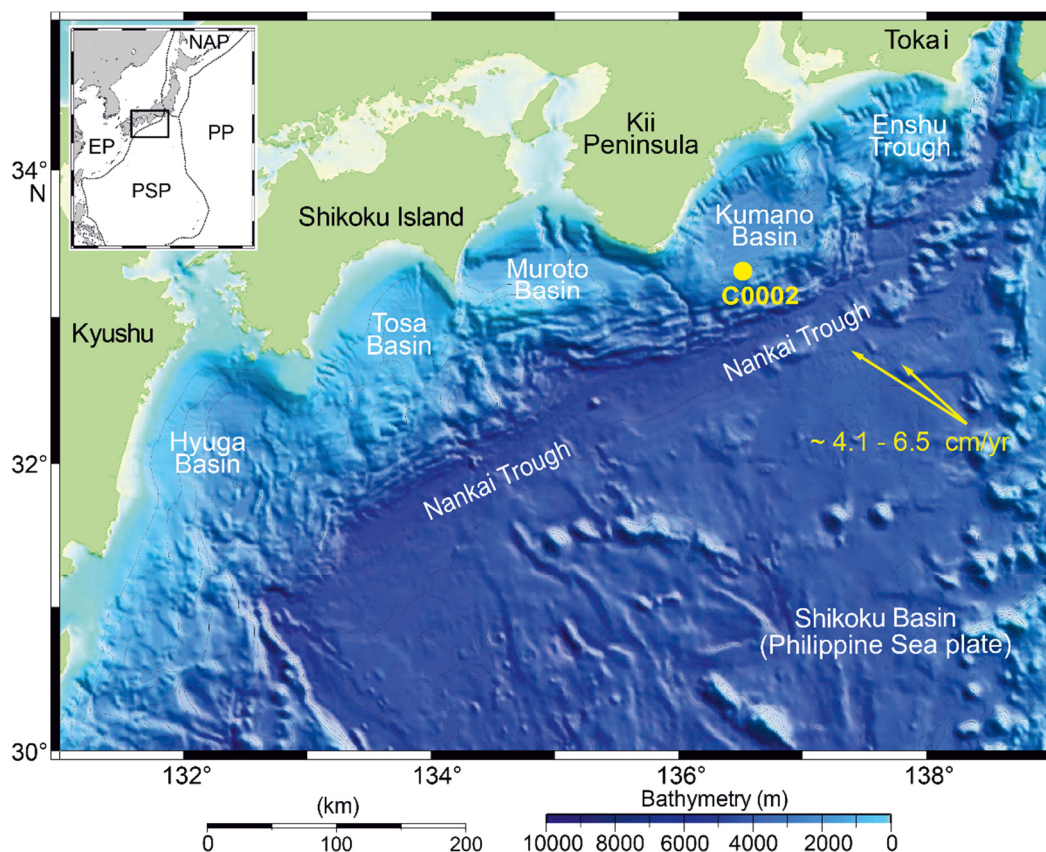 NAP
EP
PP
PSP
Tokai
Enshu
Trough
Kii
Peninsula
34°
N
Shikoku Island
Kumano
Basin
Muroto
Basin
C0002
Kyushu
Tosa
Basin
Nankai Trough
Hyuga
Basin
~ 4.1 - 6.5 cm/yr
32°
Nankai Trough
Shikoku Basin
(Philippine Sea plate)
30°
132°
134°
136°
138°
(km)
0
100
200
Bathymetry (m)
10000 8000 6000 4000 2000 0